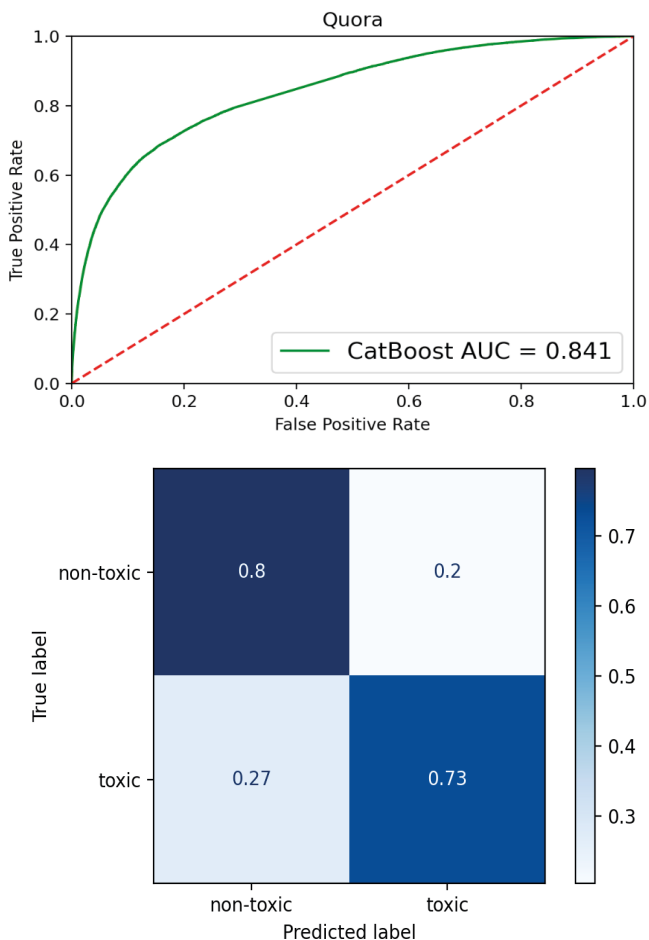 Quora
1.0
0.8
0.6
0.4
0.2
0.0
True Positive Rate
CatBoost AUC = 0.841
0.0 0.2 0.4 0.6 0.8 1.0
False Positive Rate
non-toxic
toxic
True label
0.8 0.2
0.27 0.73
non-toxic toxic
Predicted label
0.7
0.6
0.5
0.4
0.3